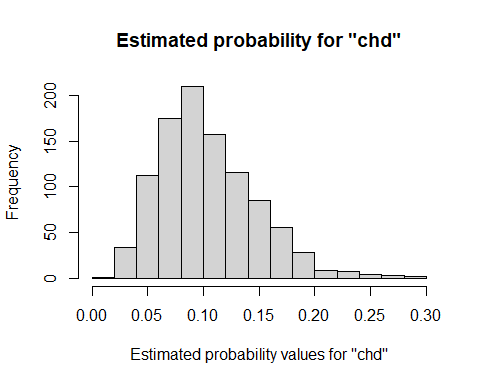 Estimated probability for "chd"
Frequency
200
150
100
50
0
0.00 0.05 0.10 0.15 0.20 0.25 0.30
Estimated probability values for "chd"